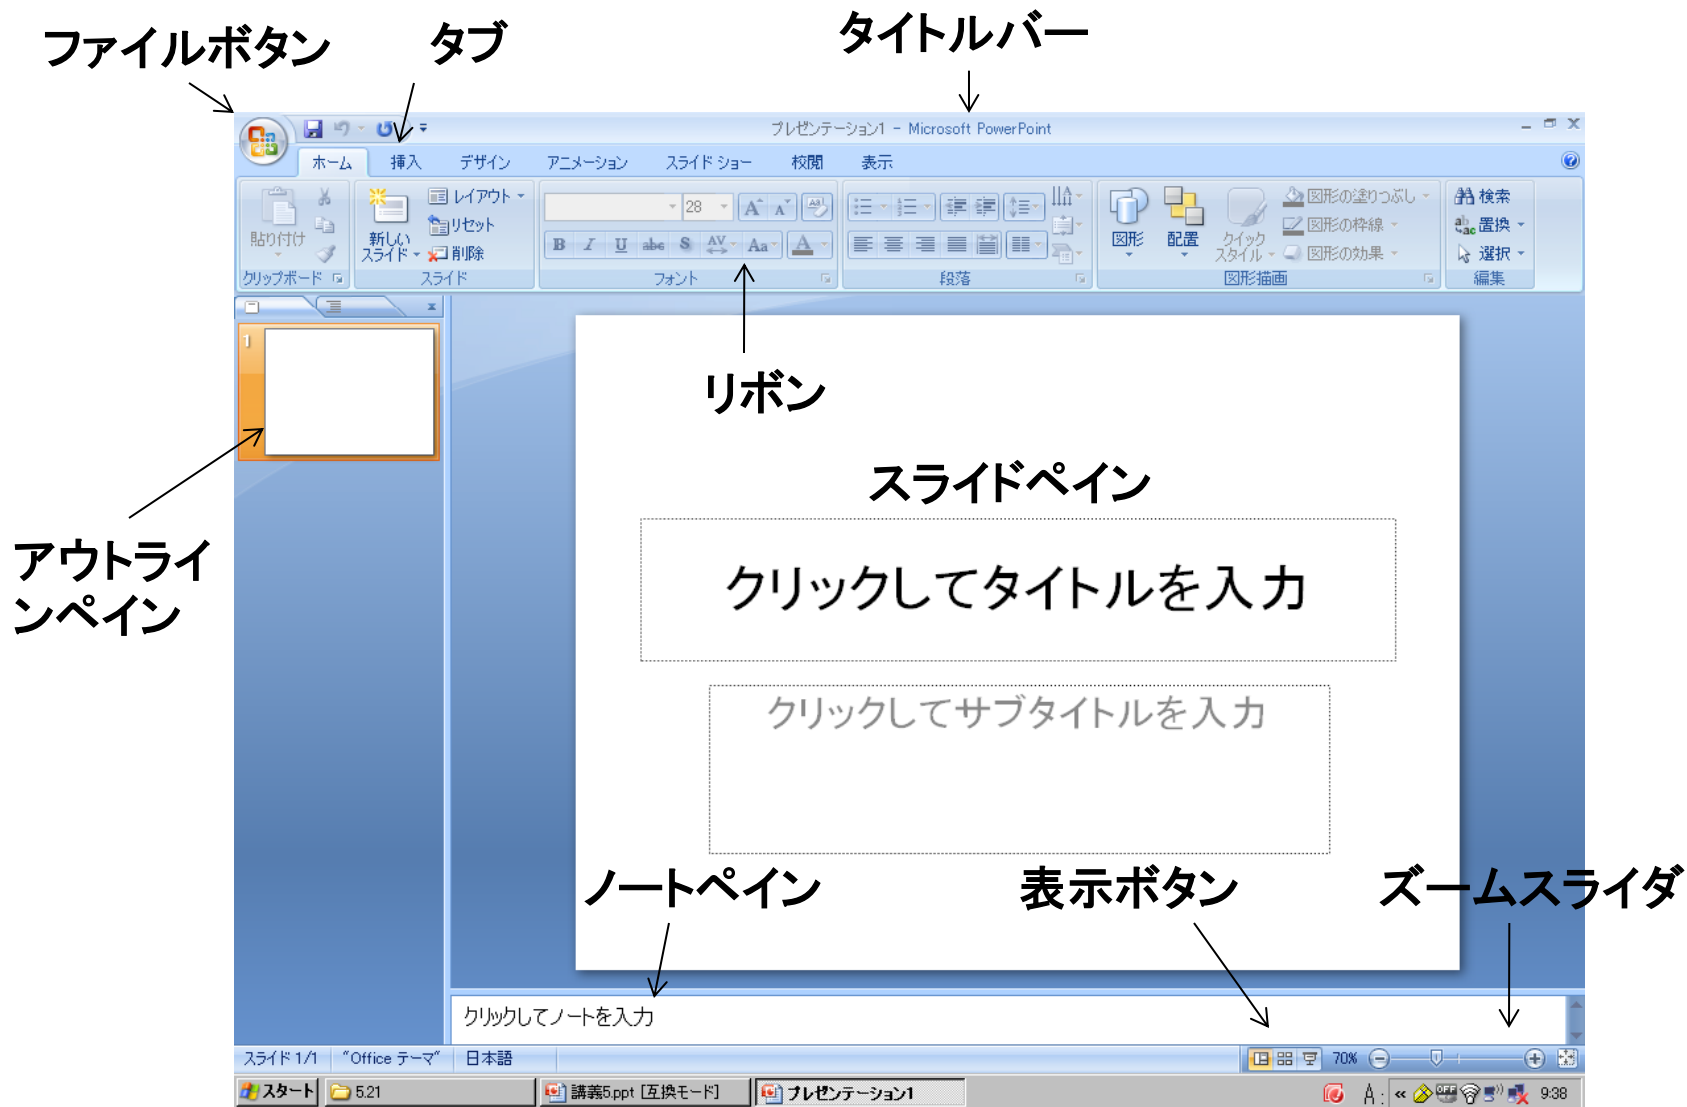 ファイルボタン
タブ
タイトルバー
プレゼンテーション1 - Microsoft PowerPoint
ホーム 挿入 デザイン アニメーション スライド ショー 校閲 表示
貼り付け
クリップボード
新しい
スライド
レイアウト
リセット
削除
スライド
28
B I U abc S AV Aa A
フォント
段落
図形
配置
クイック
スタイル
図形の塗りつぶし
図形の枠線
図形の効果
図形描画
検索
置換
選択
編集
1
リボン
スライドペイン
アウトライ
ンペイン
クリックしてタイトルを入力
クリックしてサブタイトルを入力
ノートペイン
表示ボタン
ズームスライダ
クリックしてノートを入力
スライド 1/1 "Office テーマ" 日本語 70%
スタート 5.21 講義5.ppt [互換モード] プレゼンテーション1 A : « 9:38